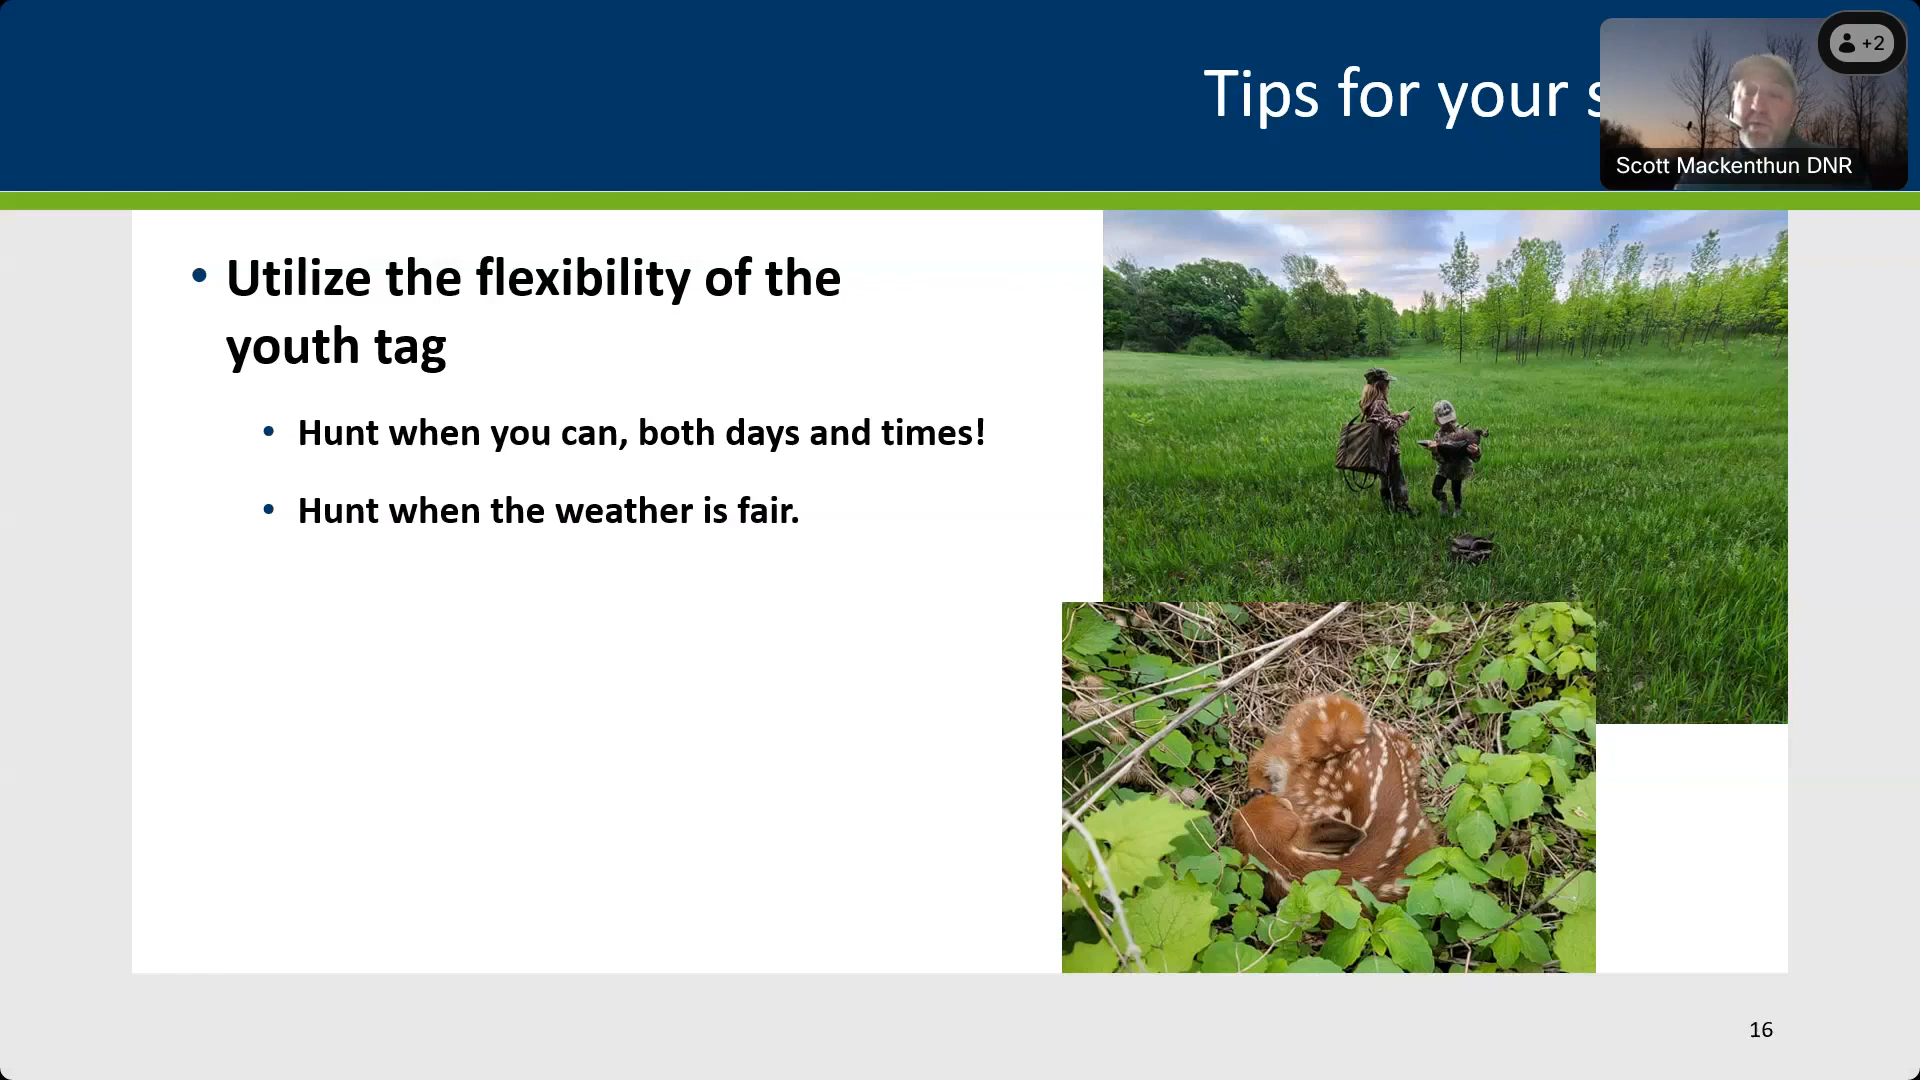 Tips for your
+2
Scott Mackenthun DNR
• Utilize the flexibility of the
youth tag
• Hunt when you can, both days and times!
• Hunt when the weather is fair.
16